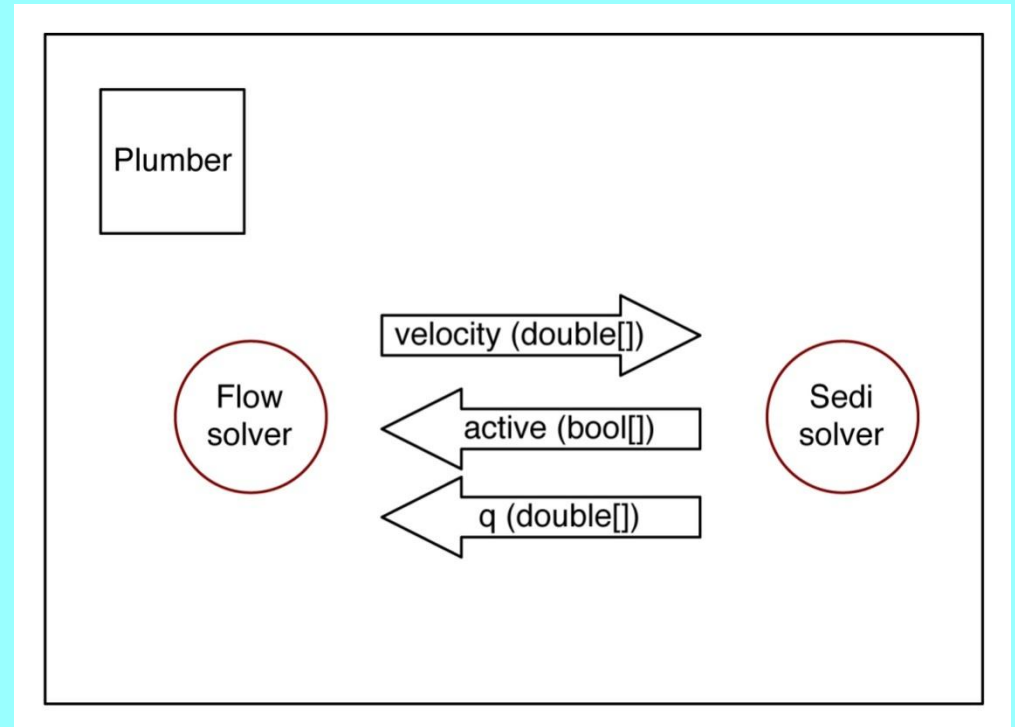 Plumber
velocity (double[])
Flow
solver
active (bool[])
Sedi
solver
q (double[])